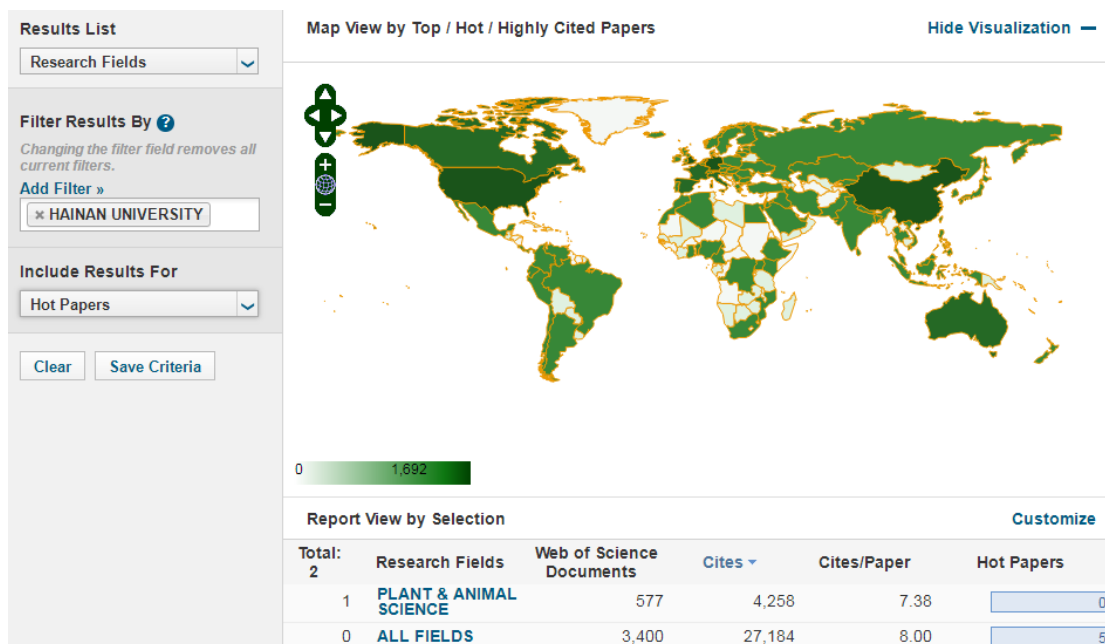 Results List
Research Fields
Filter Results By ?
Changing the filter field removes all
current filters.
Add Filter »
× HAINAN UNIVERSITY
Include Results For
Hot Papers
Clear Save Criteria
Map View by Top / Hot / Highly Cited Papers
Hide Visualization −
+
−
0 1,692
Report View by Selection
Customize
Total:
2
Research Fields
Web of Science
Documents
Cites
Cites/Paper
Hot Papers
1 PLANT & ANIMAL
SCIENCE
577 4,258 7.38 0
0 ALL FIELDS 3,400 27,184 8.00 5